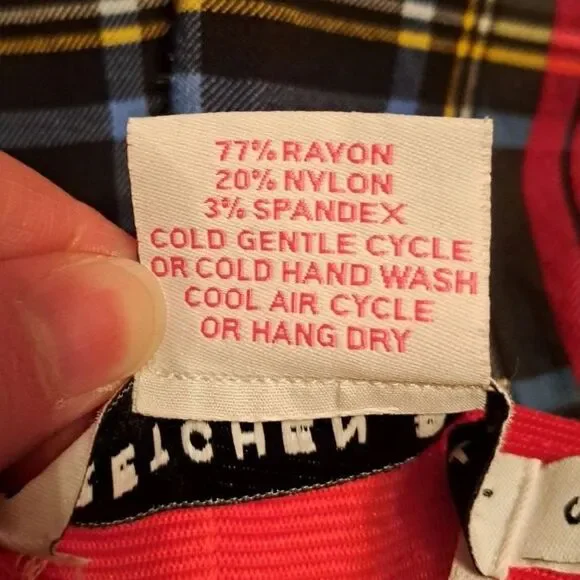 77% RAYON
20% NYLON
3% SPANDEX
COLD GENTLE CYCLE
OR COLD HAND WASH
COOL AIR CYCLE
OR HANG DRY